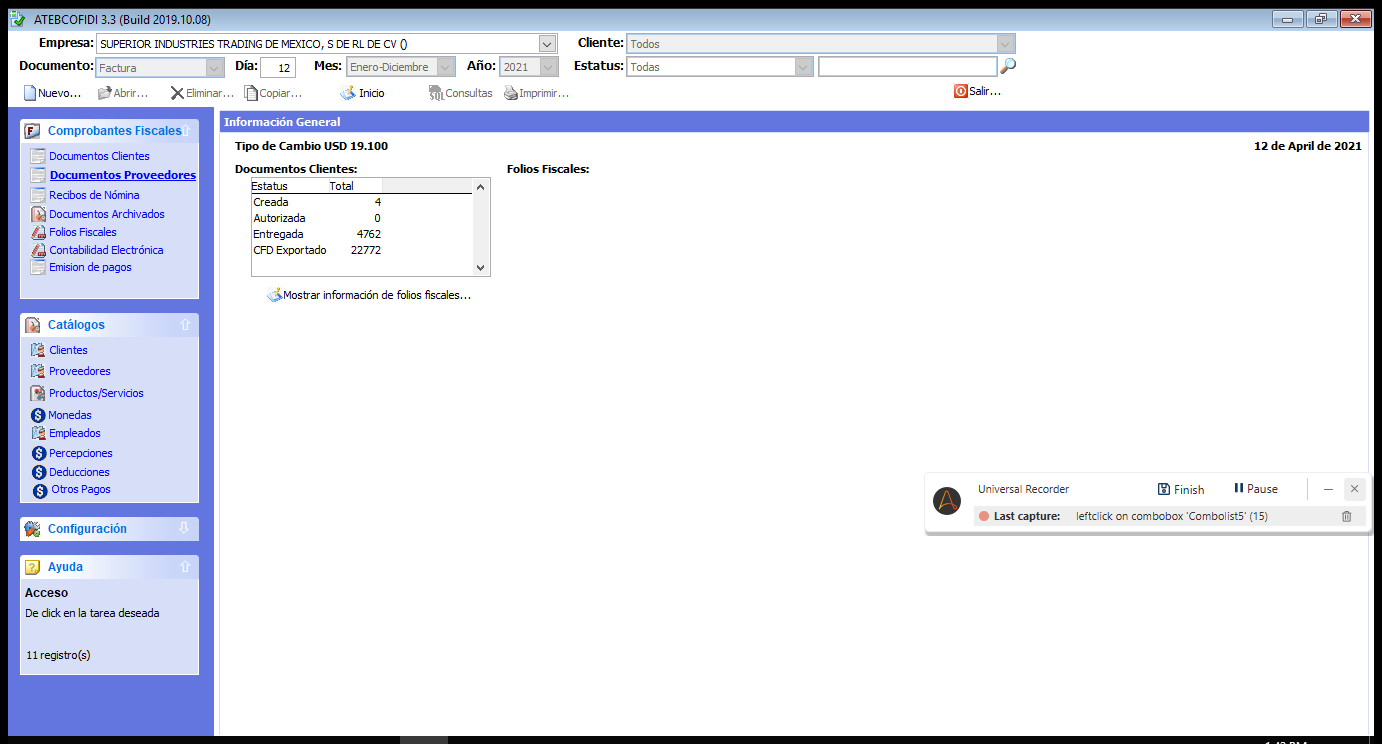 ATEBCOFIDI 3.3 (Build 2019.10.08)
Empresa: SUPERIOR INDUSTRIES TRADING DE MEXICO, S DE RL DE CV () Cliente: Todos
Documento: Factura Día: 12 Mes: Enero-Diciembre Año: 2021 Estatus: Todas
Nuevo... Abrir... Eliminar... Copiar... Inicio Consultas Imprimir... Salir...
Comprobantes Fiscales
Documentos Clientes
Documentos Proveedores
Recibos de Nómina
Documentos Archivados
Folios Fiscales
Contabilidad Electrónica
Emision de pagos
Catálogos
Clientes
Proveedores
Productos/Servicios
Monedas
Empleados
Percepciones
Deducciones
Otros Pagos
Configuración
Ayuda
Acceso
De click en la tarea deseada
11 registro(s)
Información General
Tipo de Cambio USD 19.100 12 de April de 2021
Documentos Clientes: Folios Fiscales:
Estatus Total
Creada 4
Autorizada 0
Entregada 4762
CFD Exportado 22772
Mostrar información de folios fiscales...
Universal Recorder Finish Pause
Last capture: leftclick on combobox 'Combolist5' (15)